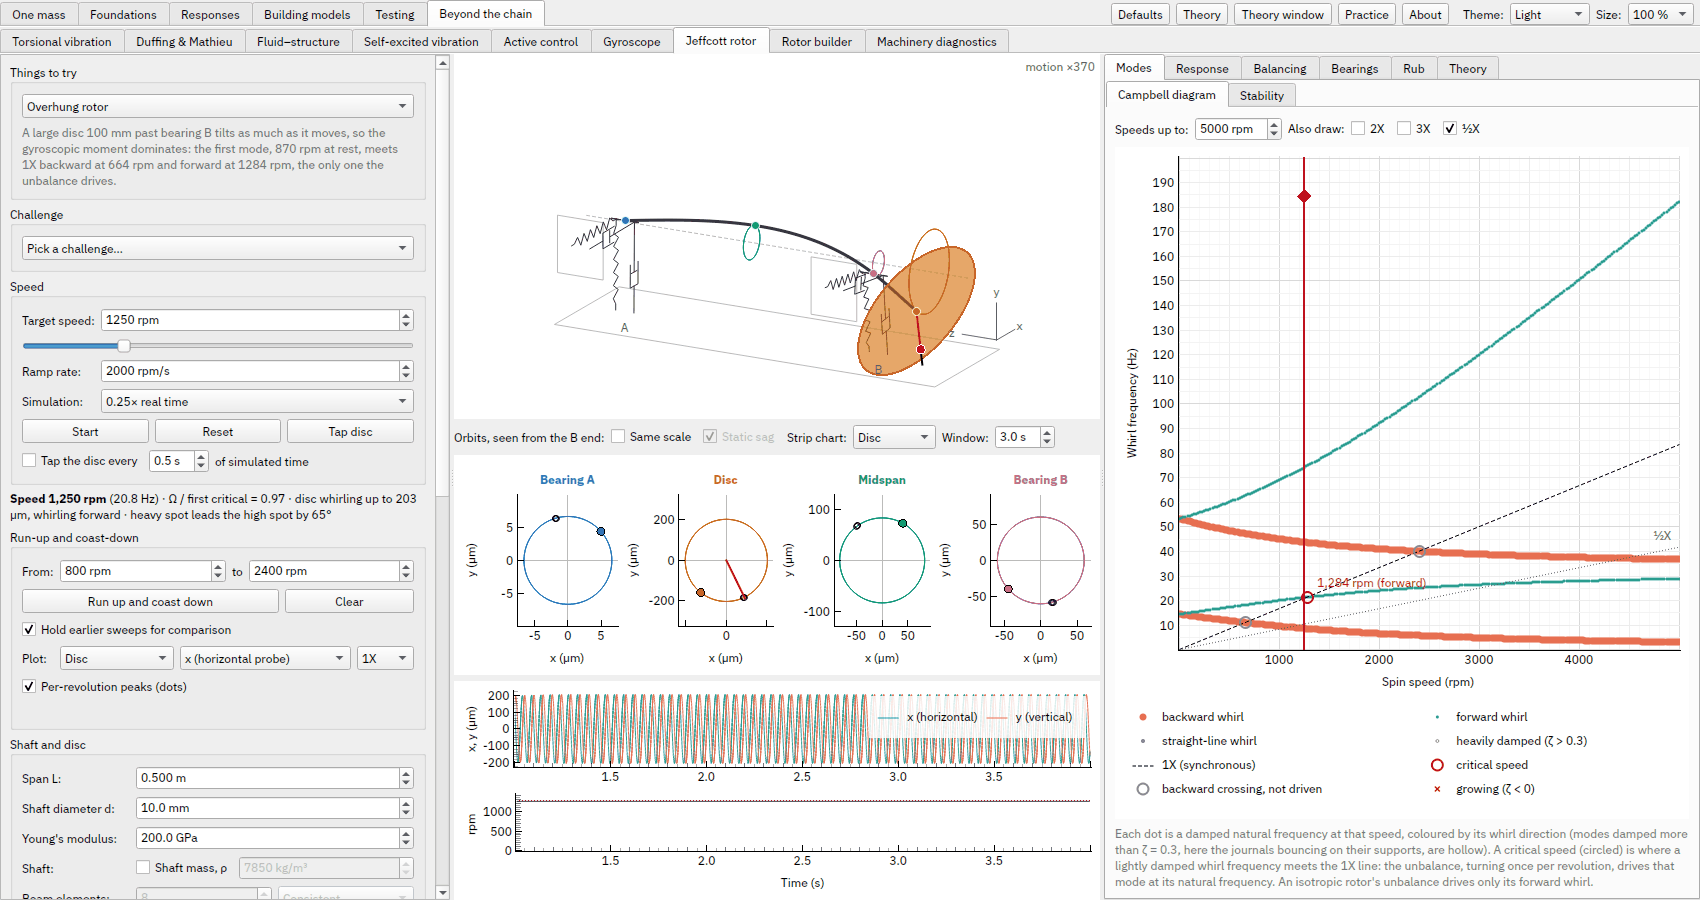 One mass Foundations Responses Building models Testing Beyond the chain Defaults Theory Theory window Practice About Theme: Light Size: 100 %
Torsional vibration Duffing & Mathieu Fluid–structure Self-excited vibration Active control Gyroscope Jeffcott rotor Rotor builder Machinery diagnostics
Things to try
Overhung rotor
A large disc 100 mm past bearing B tilts as much as it moves, so the
gyroscopic moment dominates: the first mode, 870 rpm at rest, meets
1X backward at 664 rpm and forward at 1284 rpm, the only one the
unbalance drives.
Challenge
Pick a challenge...
Speed
Target speed: 1250 rpm
Ramp rate: 2000 rpm/s
Simulation: 0.25× real time
Start Reset Tap disc
Tap the disc every 0.5 s of simulated time
Speed 1,250 rpm (20.8 Hz) · Ω / first critical = 0.97 · disc whirling up to 203
µm, whirling forward · heavy spot leads the high spot by 65°
Run-up and coast-down
From: 800 rpm to 2400 rpm
Run up and coast down Clear
Hold earlier sweeps for comparison
Plot: Disc x (horizontal probe) 1X
Per-revolution peaks (dots)
Shaft and disc
Span L: 0.500 m
Shaft diameter d: 10.0 mm
Young's modulus: 200.0 GPa
Shaft: Shaft mass, ρ 7850 kg/m³
Beam elements: 8 Consistent
motion ×370
A
B
y
x
z
Orbits, seen from the B end: Same scale Static sag Strip chart: Disc Window: 3.0 s
Bearing A Disc Midspan Bearing B
y (µm) 5 0 -5
-5 0 5
x (µm)
y (µm) 200 0 -200
0
x (µm)
y (µm) 100 0 -100
-50 0 50
x (µm)
y (µm) 50 0 -50
-50 0 50
x (µm)
x, y (µm) 200 100 0 -100 -200
x (horizontal) y (vertical)
1.5 2.0 2.5 3.0 3.5
rpm 1000 500 0
1.5 2.0 2.5 3.0 3.5
Time (s)
Modes Response Balancing Bearings Rub Theory
Campbell diagram Stability
Speeds up to: 5000 rpm Also draw: 2X 3X ½X
Whirl frequency (Hz)
190
180
170
160
150
140
130
120
110
100
90
80
70
60
50
40
30
20
10
½X
1,284 rpm (forward)
1000 2000 3000 4000
Spin speed (rpm)
backward whirl forward whirl
straight-line whirl heavily damped (ζ > 0.3)
1X (synchronous) critical speed
backward crossing, not driven growing (ζ < 0)
Each dot is a damped natural frequency at that speed, coloured by its whirl direction (modes damped more
than ζ = 0.3, here the journals bouncing on their supports, are hollow). A critical speed (circled) is where a
lightly damped whirl frequency meets the 1X line: the unbalance, turning once per revolution, drives that
mode at its natural frequency. An isotropic rotor's unbalance drives only its forward whirl.